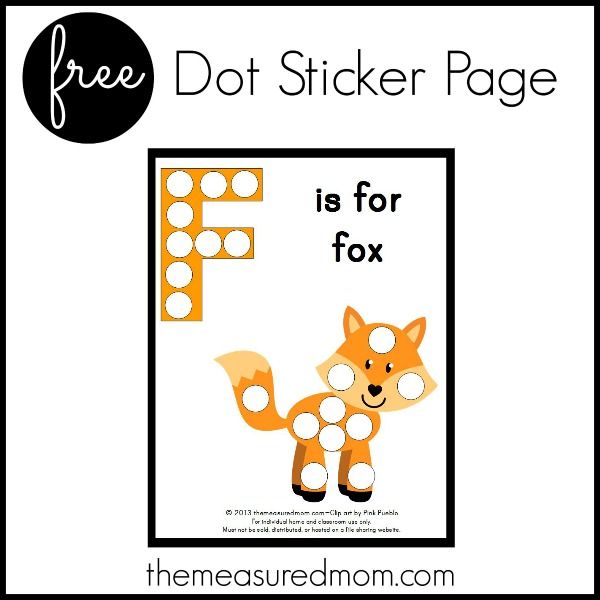 free Dot Sticker Page
F is for
fox
© 2013 themeasuredmom.com~Clip art by Pink Pueblo
For individual home and classroom use only.
Must not be sold, distributed, or hosted on a file sharing website.
themeasuredmom.com